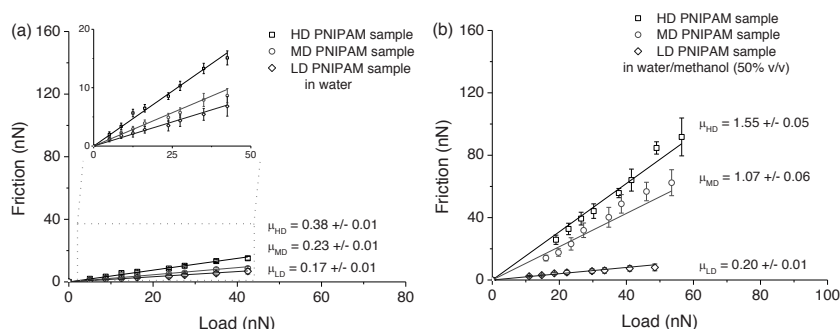 (a)
HD PNIPAM sample
MD PNIPAM sample
LD PNIPAM sample
in water
Friction (nN)
160
120
80
40
0
20
10
0
0
25
50
μHD = 0.38 +/- 0.01
μMD = 0.23 +/- 0.01
μLD = 0.17 +/- 0.01
0
20
40
60
80
Load (nN)
(b)
HD PNIPAM sample
MD PNIPAM sample
LD PNIPAM sample
in water/methanol (50% v/v)
Friction (nN)
160
120
80
40
0
μHD = 1.55 +/- 0.05
μMD = 1.07 +/- 0.06
μLD = 0.20 +/- 0.01
0
20
40
60
80
100
Load (nN)